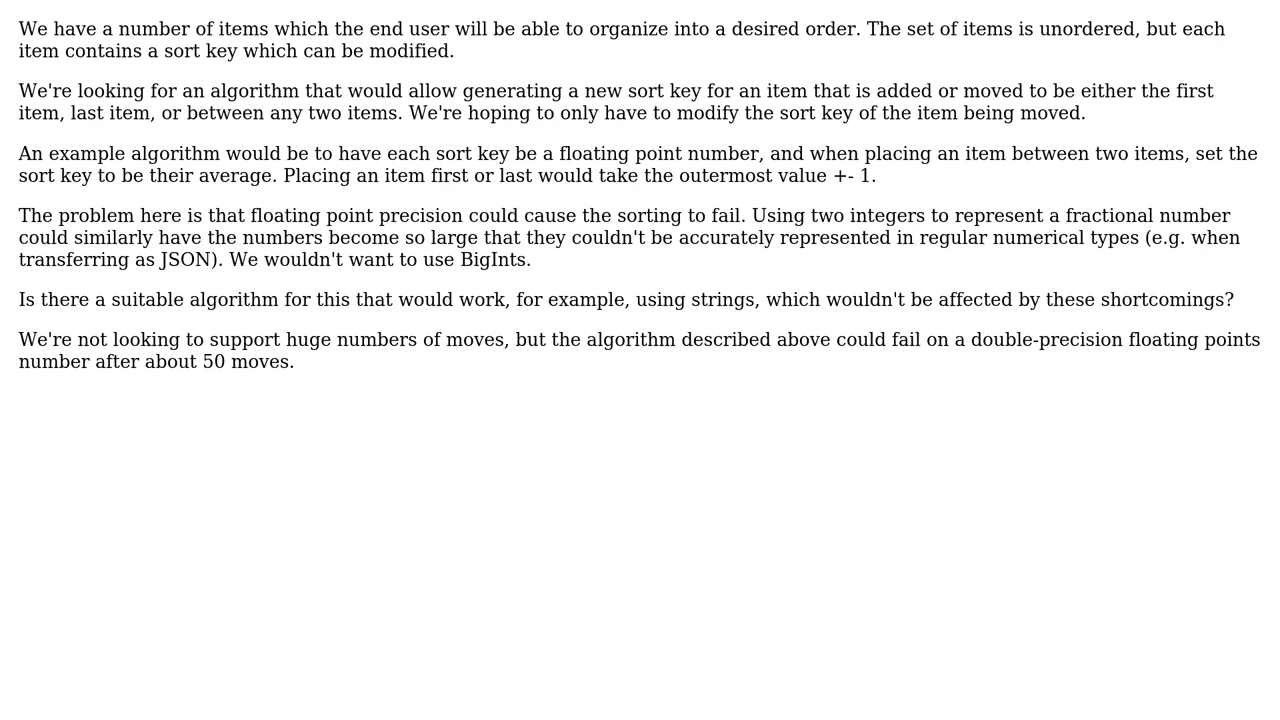 We have a number of items which the end user will be able to organize into a desired order. The set of items is unordered, but each
item contains a sort key which can be modified.
We're looking for an algorithm that would allow generating a new sort key for an item that is added or moved to be either the first
item, last item, or between any two items. We're hoping to only have to modify the sort key of the item being moved.
An example algorithm would be to have each sort key be a floating point number, and when placing an item between two items, set the
sort key to be their average. Placing an item first or last would take the outermost value +- 1.
The problem here is that floating point precision could cause the sorting to fail. Using two integers to represent a fractional number
could similarly have the numbers become so large that they couldn't be accurately represented in regular numerical types (e.g. when
transferring as JSON). We wouldn't want to use BigInts.
Is there a suitable algorithm for this that would work, for example, using strings, which wouldn't be affected by these shortcomings?
We're not looking to support huge numbers of moves, but the algorithm described above could fail on a double-precision floating points
number after about 50 moves.